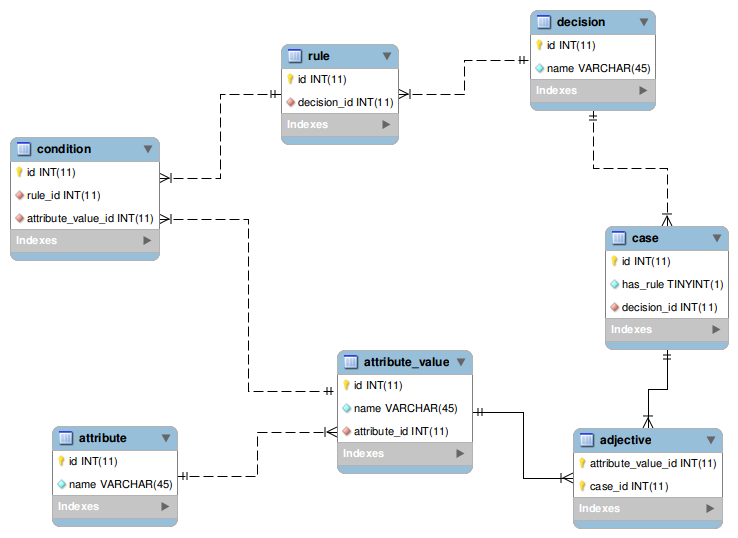 decision
id INT(11)
name VARCHAR(45)
Indexes
rule
id INT(11)
decision_id INT(11)
Indexes
condition
id INT(11)
rule_id INT(11)
attribute_value_id INT(11)
Indexes
case
id INT(11)
has_rule TINYINT(1)
decision_id INT(11)
Indexes
attribute_value
id INT(11)
name VARCHAR(45)
attribute_id INT(11)
Indexes
attribute
id INT(11)
name VARCHAR(45)
Indexes
adjective
attribute_value_id INT(11)
case_id INT(11)
Indexes